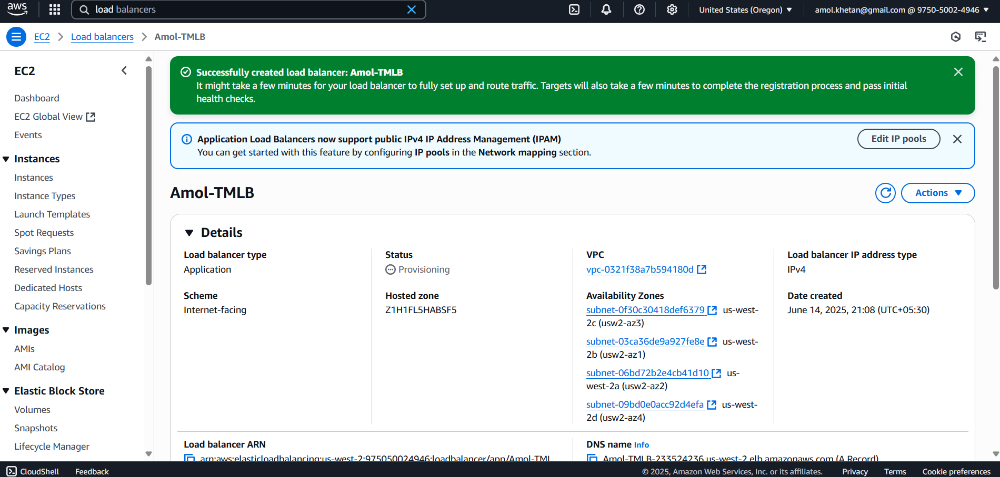 aws
load balancers
United States (Oregon)
amol.khetan@gmail.com @ 9750-5002-4946
EC2
Load balancers
Amol-TMLB
EC2
Dashboard
EC2 Global View
Events
Instances
Instances
Instance Types
Launch Templates
Spot Requests
Savings Plans
Reserved Instances
Dedicated Hosts
Capacity Reservations
Images
AMIs
AMI Catalog
Elastic Block Store
Volumes
Snapshots
Lifecycle Manager
Successfully created load balancer: Amol-TMLB
It might take a few minutes for your load balancer to fully set up and route traffic. Targets will also take a few minutes to complete the registration process and pass initial
health checks.
Application Load Balancers now support public IPv4 IP Address Management (IPAM)
You can get started with this feature by configuring IP pools in the Network mapping section.
Edit IP pools
Amol-TMLB
Actions
Details
Load balancer type
Application
Scheme
Internet-facing
Status
Provisioning
Hosted zone
Z1H1FL5HABSF5
VPC
vpc-0321f38a7b594180d
Availability Zones
subnet-0f30c30418def6379 us-west-
2c (usw2-az3)
subnet-03ca36de9a927fe8e us-west-
2b (usw2-az1)
subnet-06bd72b2e4cb41d10 us-
west-2a (usw2-az2)
subnet-09bd0e0acc92d4efa us-west-
2d (usw2-az4)
Load balancer IP address type
IPv4
Date created
June 14, 2025, 21:08 (UTC+05:30)
Load balancer ARN
arn:aws:elasticloadbalancing:us-west-2:975050024946:loadbalancer/app/Amol-TML
DNS name Info
Amol-TMLB-233524236.us-west-2.elb.amazonaws.com (A Record)
CloudShell
Feedback
© 2025, Amazon Web Services, Inc. or its affiliates.
Privacy
Terms
Cookie preferences